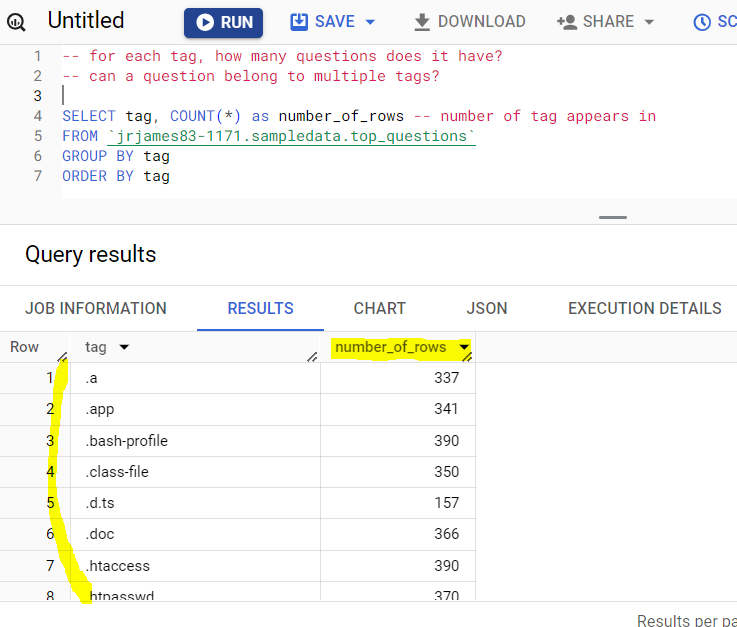 Untitled RUN SAVE DOWNLOAD SHARE SC
1 -- for each tag, how many questions does it have?
2 -- can a question belong to multiple tags?
3
4 SELECT tag, COUNT(*) as number_of_rows -- number of tag appears in
5 FROM `jrjames83-1171.sampledata.top_questions`
6 GROUP BY tag
7 ORDER BY tag
Query results
JOB INFORMATION RESULTS CHART JSON EXECUTION DETAILS
Row tag number_of_rows
1 .a 337
2 .app 341
3 .bash-profile 390
4 .class-file 350
5 .d.ts 157
6 .doc 366
7 .htaccess 390
8 .htpasswd 370
Results per pa